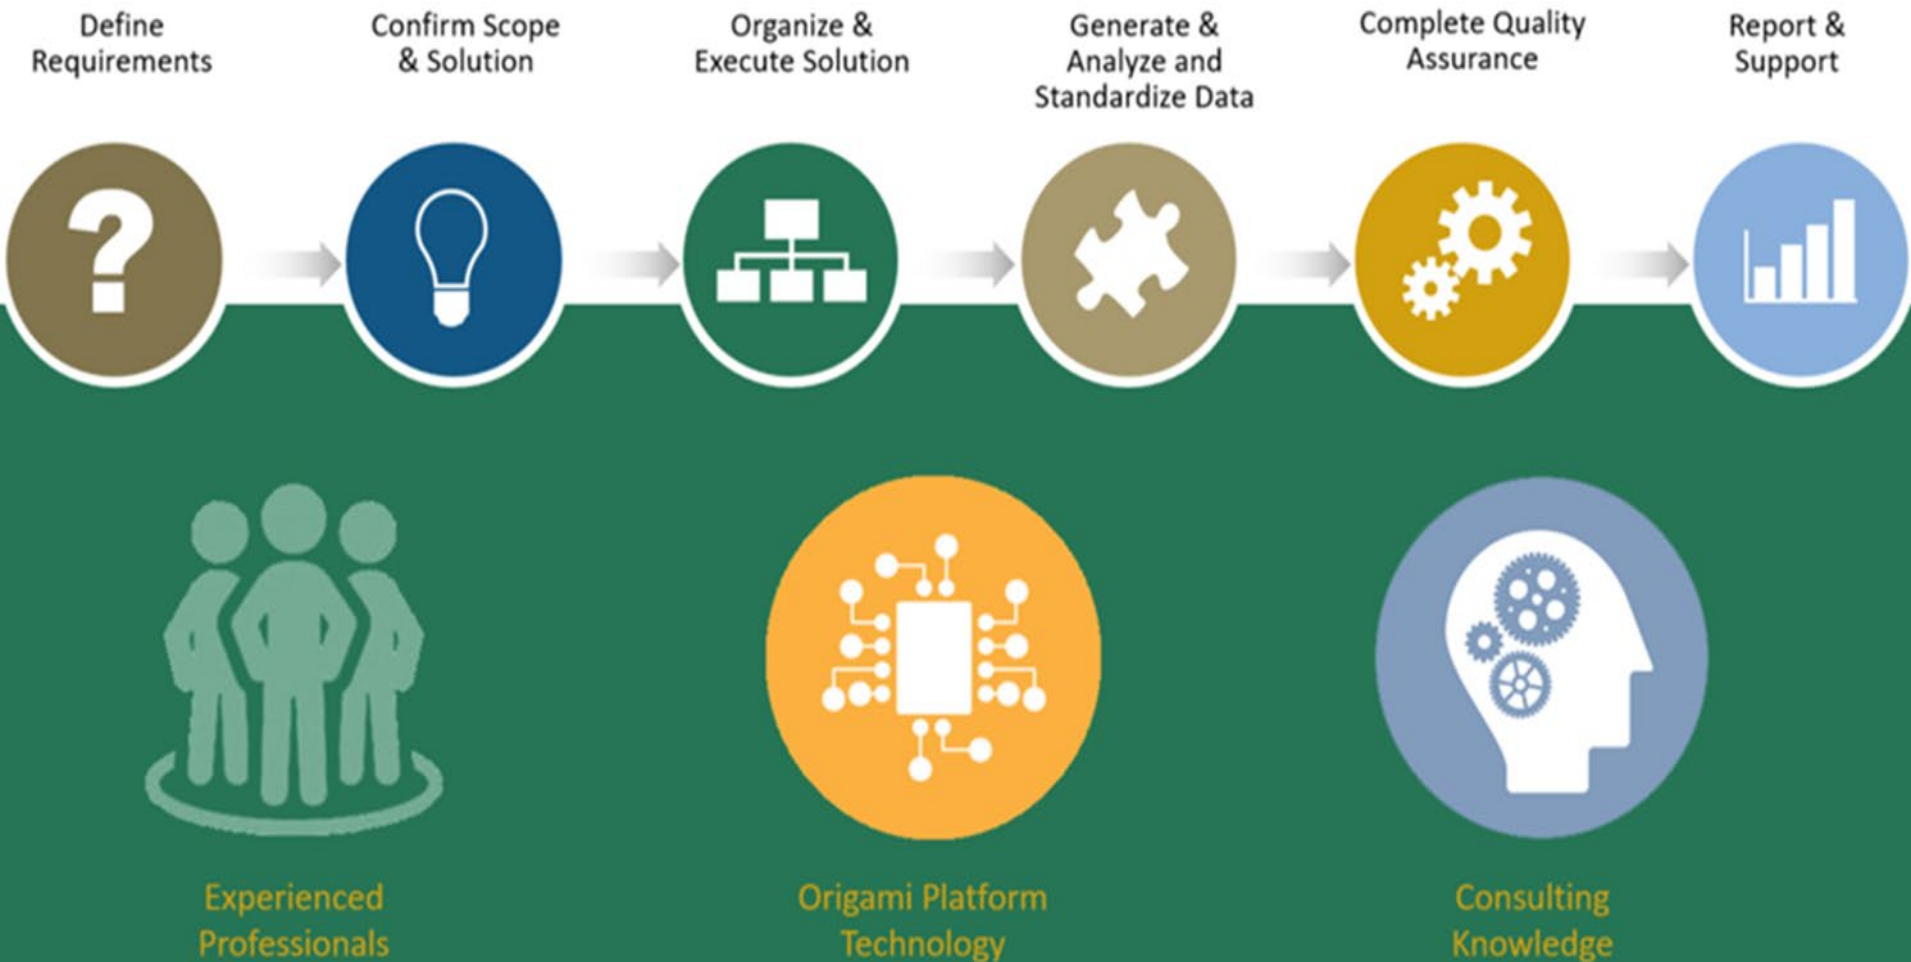 Define
Requirements
Confirm Scope
& Solution
Organize &
Execute Solution
Generate &
Analyze and
Standardize Data
Complete Quality
Assurance
Report &
Support
Experienced
Professionals
Origami Platform
Technology
Consulting
Knowledge